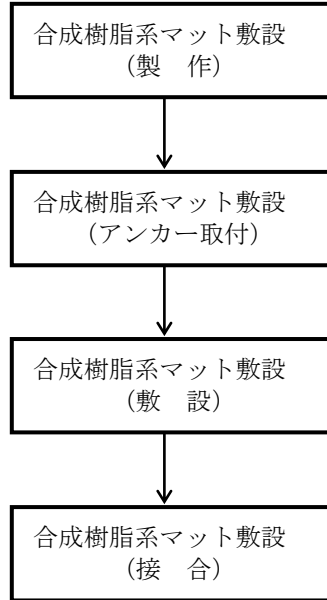 合成樹脂系マット敷設
（製　作）
合成樹脂系マット敷設
（アンカー取付）
合成樹脂系マット敷設
（敷　設）
合成樹脂系マット敷設
（接　合）